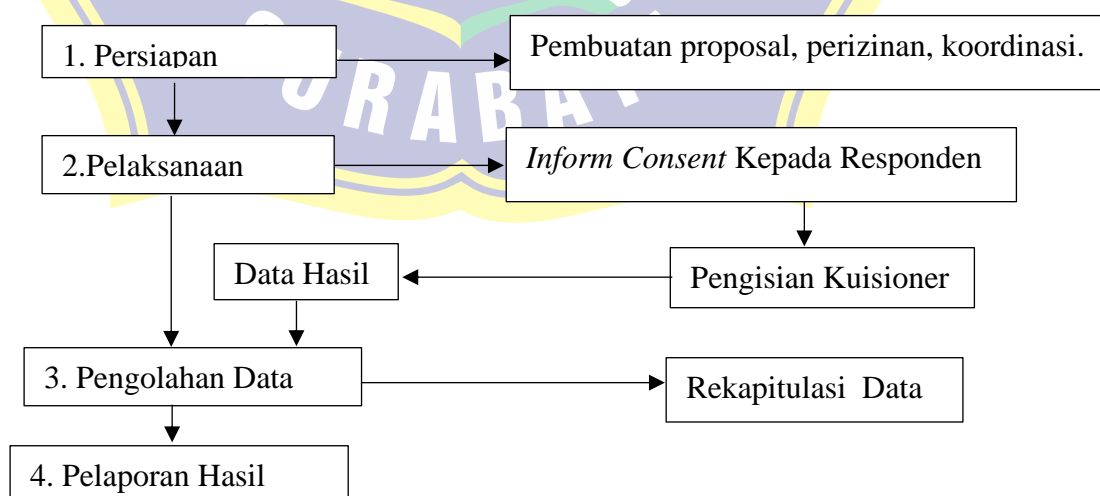 1. Persiapan
Pembuatan proposal, perizinan, koordinasi.
2.Pelaksanaan
Inform Consent Kepada Responden
Data Hasil
Pengisian Kuisioner
3. Pengolahan Data
Rekapitulasi Data
4. Pelaporan Hasil